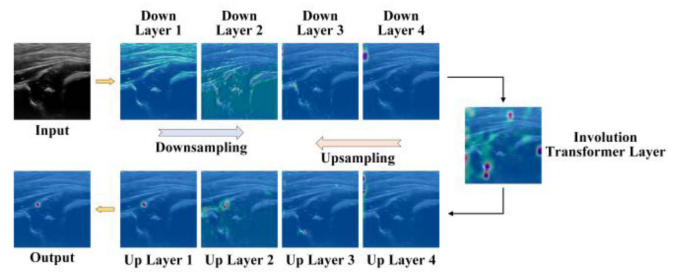 Down
Layer 1
Down
Layer 2
Down
Layer 3
Down
Layer 4
Input
Downsampling
Upsampling
Involution
Transformer Layer
Output
Up Layer 1
Up Layer 2
Up Layer 3
Up Layer 4